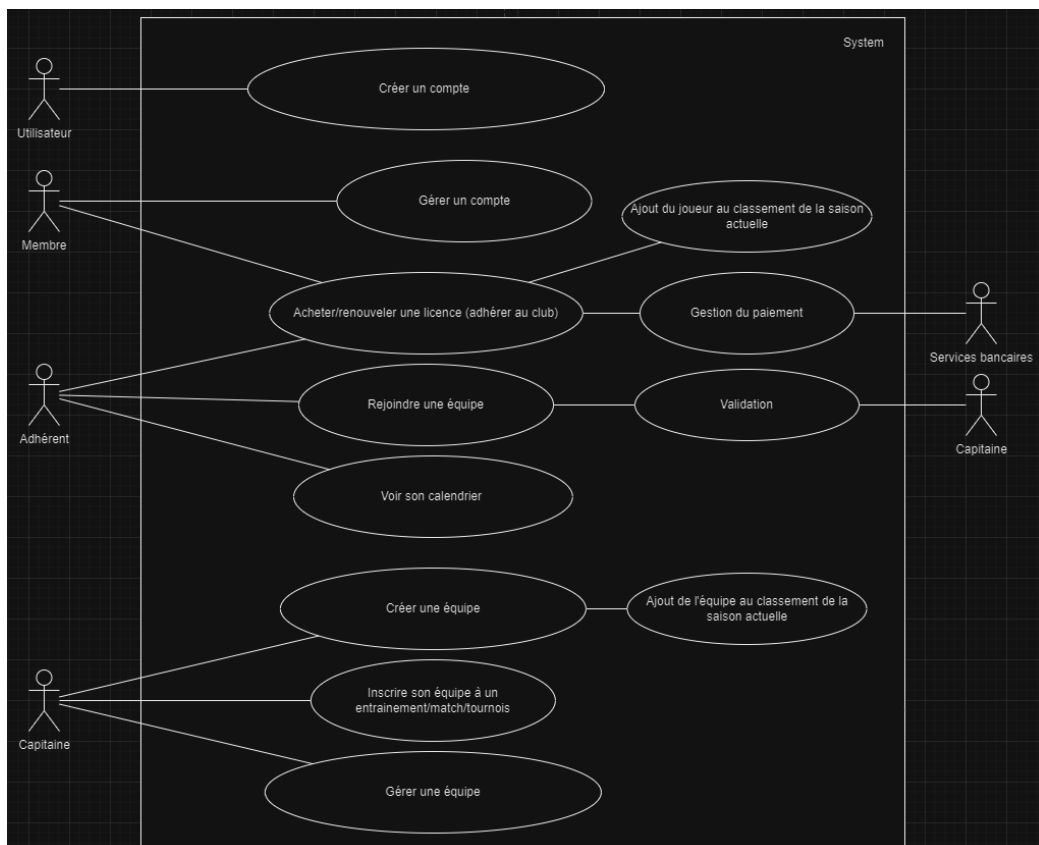 System
Créer un compte
Utilisateur
Gérer un compte
Ajout du joueur au classement de la saison
actuelle
Membre
Acheter/renouveler une licence (adhérer au club)
Gestion du paiement
Services bancaires
Rejoindre une équipe
Validation
Adhérent
Capitaine
Voir son calendrier
Créer une équipe
Ajout de l'équipe au classement de la
saison actuelle
Inscrire son équipe à un
entrainement/match/tournois
Capitaine
Gérer une équipe